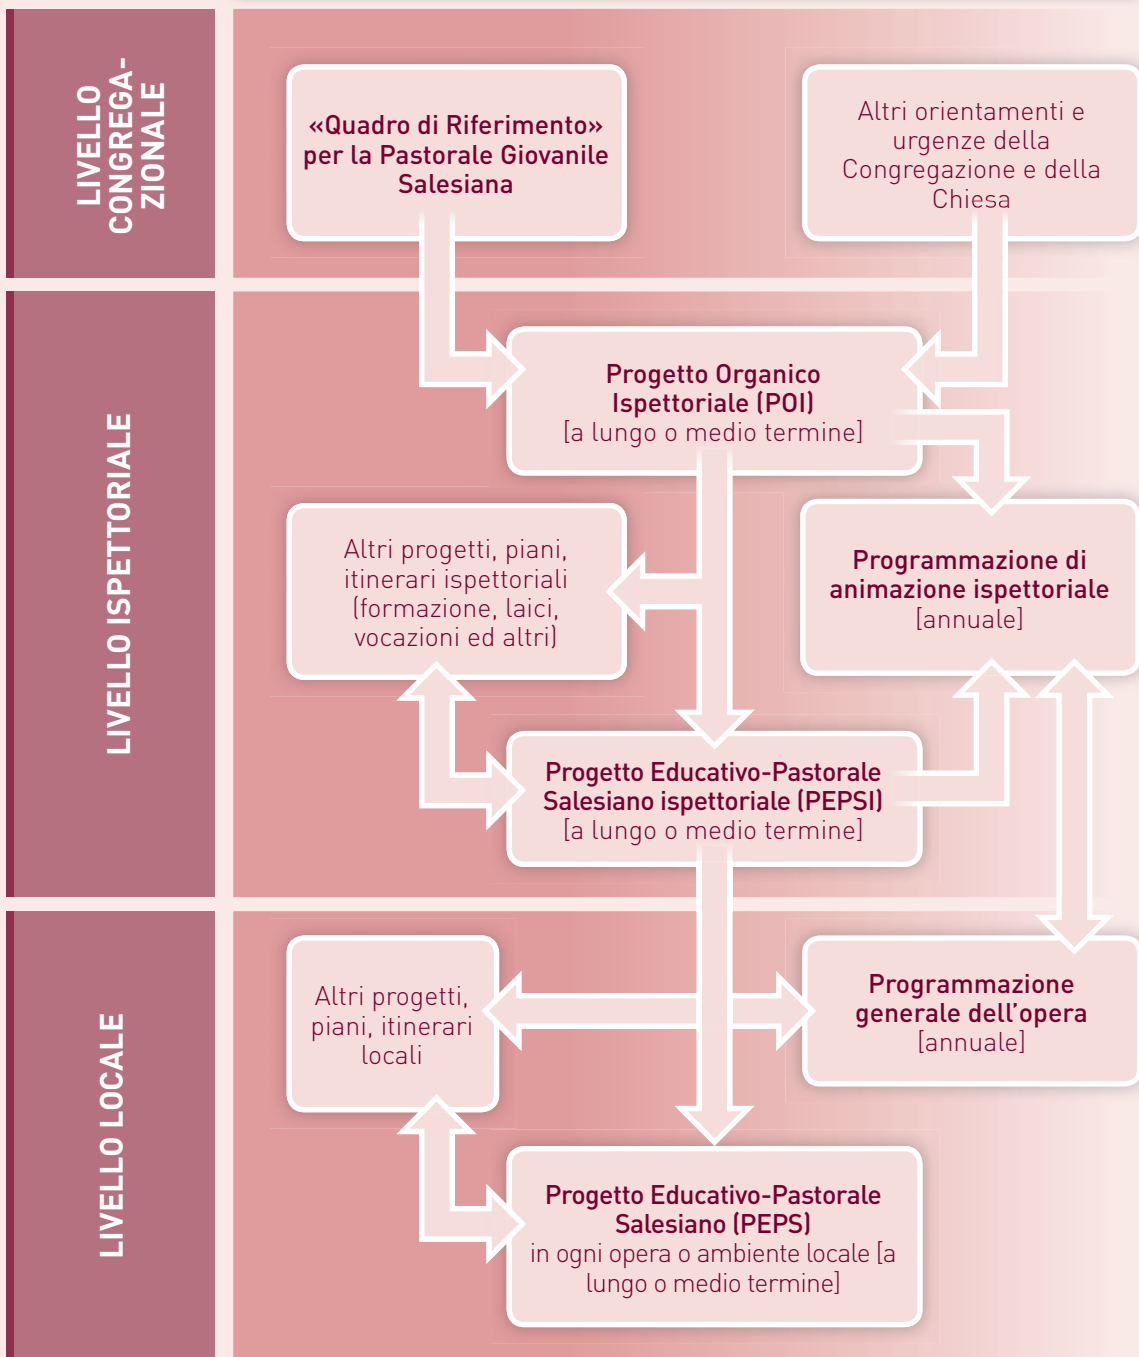 LIVELLO
CONGREGA-
ZIONALE
«Quadro di Riferimento»
per la Pastorale Giovanile
Salesiana
Altri orientamenti e
urgenze della
Congregazione e della
Chiesa
LIVELLO ISPETTORIALE
Progetto Organico
Ispettoriale (POI)
[a lungo o medio termine]
Altri progetti, piani,
itinerari ispettoriali
(formazione, laici,
vocazioni ed altri)
Programmazione di
animazione ispettoriale
[annuale]
Progetto Educativo-Pastorale
Salesiano ispettoriale (PEPSI)
[a lungo o medio termine]
LIVELLO LOCALE
Altri progetti,
piani, itinerari
locali
Programmazione
generale dell’opera
[annuale]
Progetto Educativo-Pastorale
Salesiano (PEPS)
in ogni opera o ambiente locale [a
lungo o medio termine]